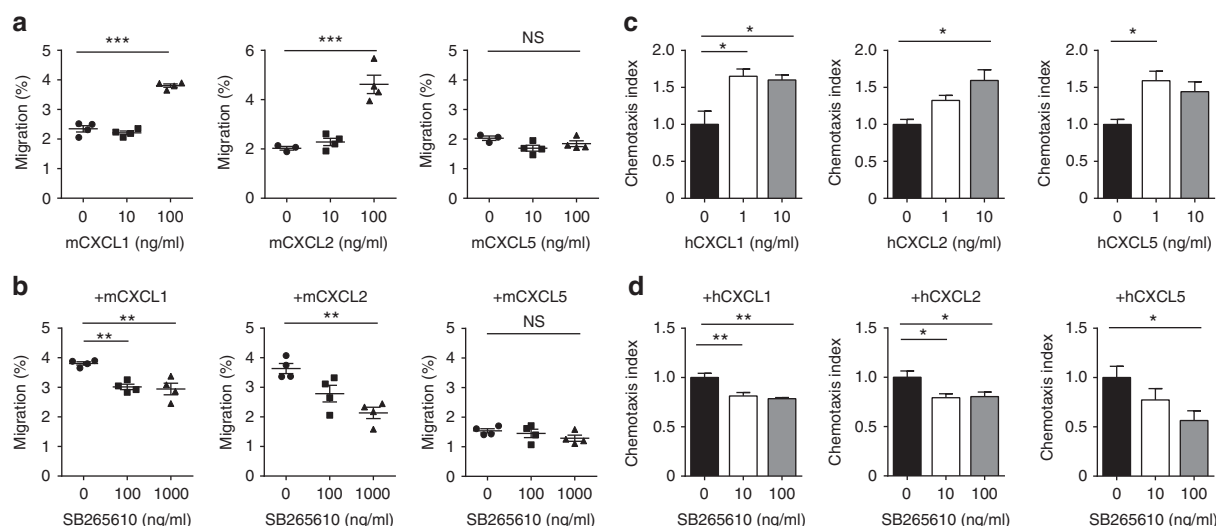 a
***
Migration (%)
5
4
3
2
1
0
0 10 100
mCXCL1 (ng/ml)
***
Migration (%)
6
4
2
0
0 10 100
mCXCL2 (ng/ml)
NS
Migration (%)
5
4
3
2
1
0
0 10 100
mCXCL5 (ng/ml)
c
*
*
Chemotaxis index
2.0
1.5
1.0
0.5
0
0 1 10
hCXCL1 (ng/ml)
*
Chemotaxis index
2.0
1.5
1.0
0.5
0
0 1 10
hCXCL2 (ng/ml)
*
Chemotaxis index
2.0
1.5
1.0
0.5
0
0 1 10
hCXCL5 (ng/ml)
b
+mCXCL1
**
**
Migration (%)
5
4
3
2
1
0
0 100 1000
SB265610 (ng/ml)
+mCXCL2
**
Migration (%)
5
4
3
2
1
0
0 100 1000
SB265610 (ng/ml)
+mCXCL5
NS
Migration (%)
5
4
3
2
1
0
0 100 1000
SB265610 (ng/ml)
d
+hCXCL1
**
**
Chemotaxis index
1.5
1.0
0.5
0
0 10 100
SB265610 (ng/ml)
+hCXCL2
*
*
Chemotaxis index
1.5
1.0
0.5
0
0 10 100
SB265610 (ng/ml)
+hCXCL5
*
Chemotaxis index
1.5
1.0
0.5
0
0 10 100
SB265610 (ng/ml)